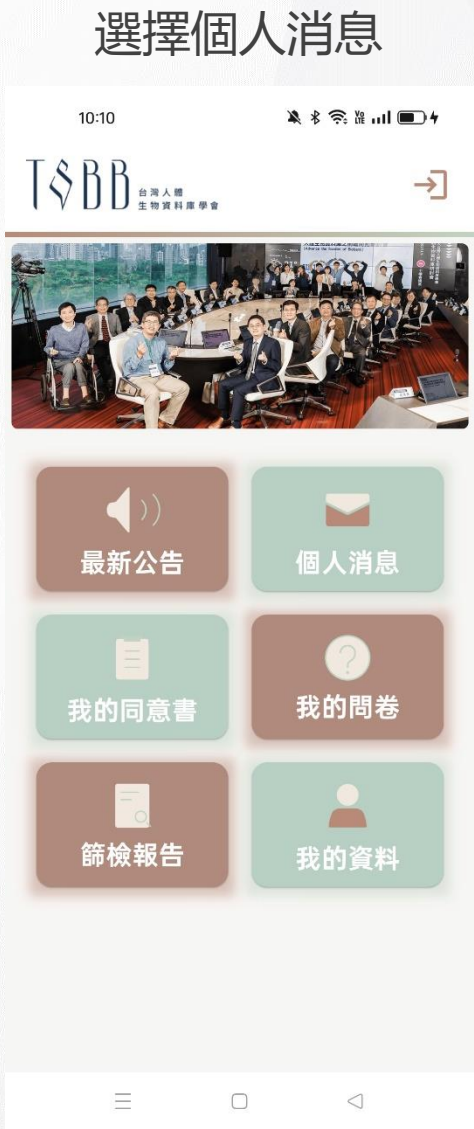 選擇個人消息
10:10
TSBB
台灣人體
生物資料庫學會
最新公告
個人消息
我的同意書
我的問卷
篩檢報告
我的資料